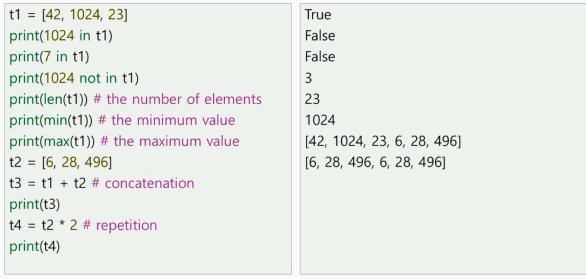 t1 = [42, 1024, 23]
print(1024 in t1)
print(7 in t1)
print(1024 not in t1)
print(len(t1)) # the number of elements
print(min(t1)) # the minimum value
print(max(t1)) # the maximum value
t2 = [6, 28, 496]
t3 = t1 + t2 # concatenation
print(t3)
t4 = t2 * 2 # repetition
print(t4)
True
False
False
3
23
1024
[42, 1024, 23, 6, 28, 496]
[6, 28, 496, 6, 28, 496]